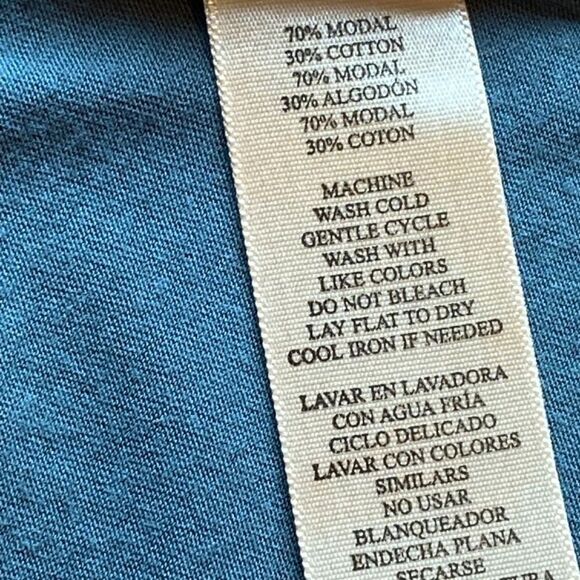 70% MODAL
30% COTTON
70% MODAL
30% ALGODÓN
70% MODAL
30% COTON
MACHINE
WASH COLD
GENTLE CYCLE
WASH WITH
LIKE COLORS
DO NOT BLEACH
LAY FLAT TO DRY
COOL IRON IF NEEDED
LAVAR EN LAVADORA
CON AGUA FRÍA
CICLO DELICADO
LAVAR CON COLORES
SIMILARS
NO USAR
BLANQUEADOR
ENDECHA PLANA
SECARSE